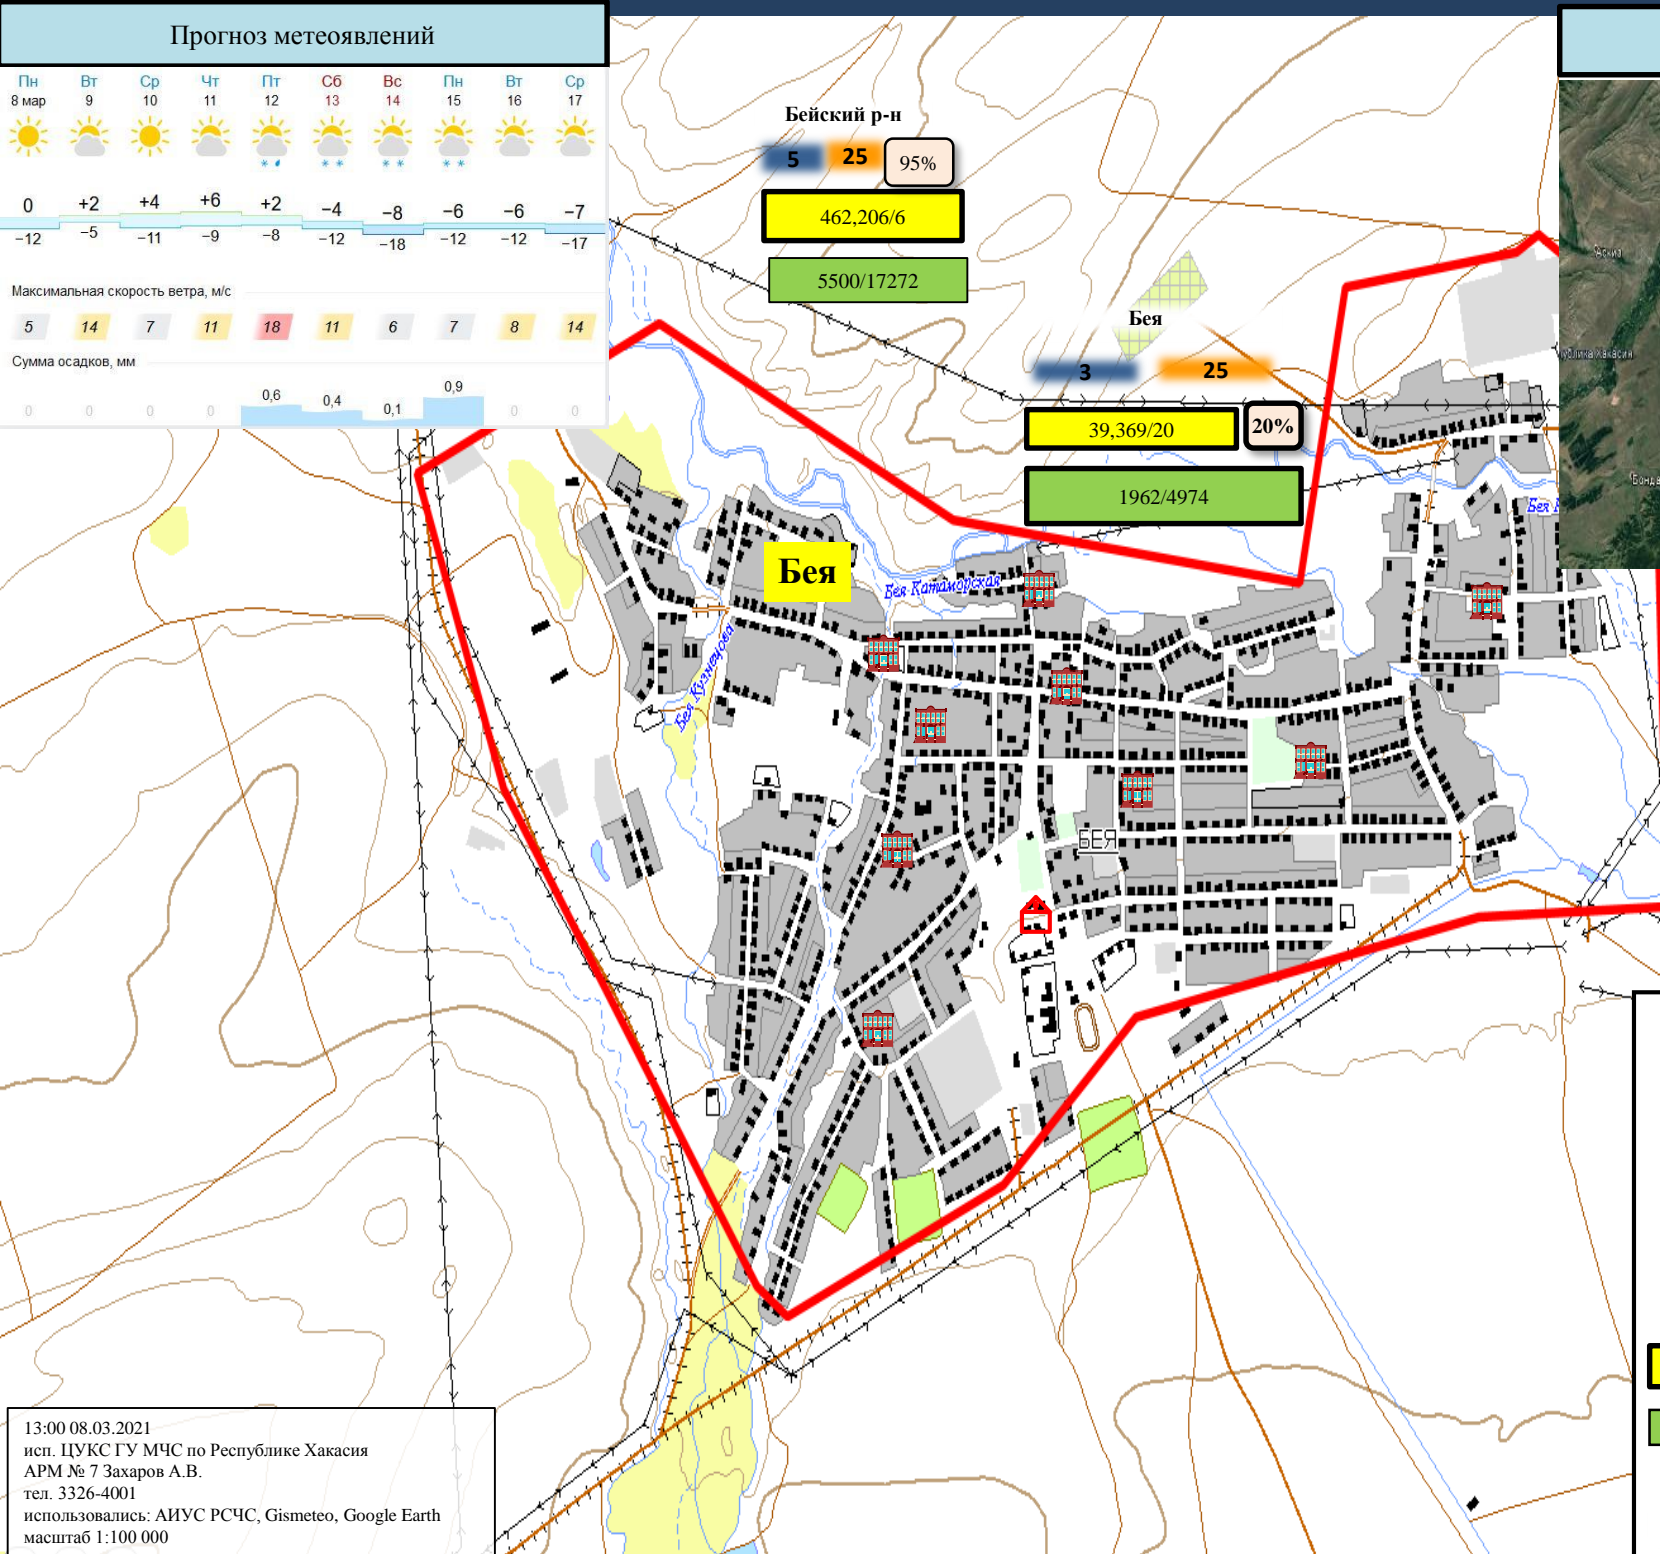 Прогноз метеоявлений
Пн Вт Ср Чт Пт Сб Вс Пн Вт Ср
8 мар 9 10 11 12 13 14 15 16 17
0 +2 +4 +6 +2 −4 −8 −6 −6 −7
−12 −5 −11 −9 −8 −12 −18 −12 −12 −17
Максимальная скорость ветра, м/с
5 14 7 11 18 11 6 7 8 14
Сумма осадков, мм
0 0 0 0 0,6 0,4 0,1 0,9 0 0
Бейский р-н
5 25 95%
462,206/6
5500/17272
Бея
3 25
39,369/20 20%
1962/4974
Аскиз
публика Хакасия
Бонда
Бея
Бея Катаморская
Бея К
Бея Кузнецова
БЕЯ
13:00 08.03.2021
исп. ЦУКС ГУ МЧС по Республике Хакасия
АРМ № 7 Захаров А.В.
тел. 3326-4001
использовались: АИУС РСЧС, Gismeteo, Google Earth
масштаб 1:100 000